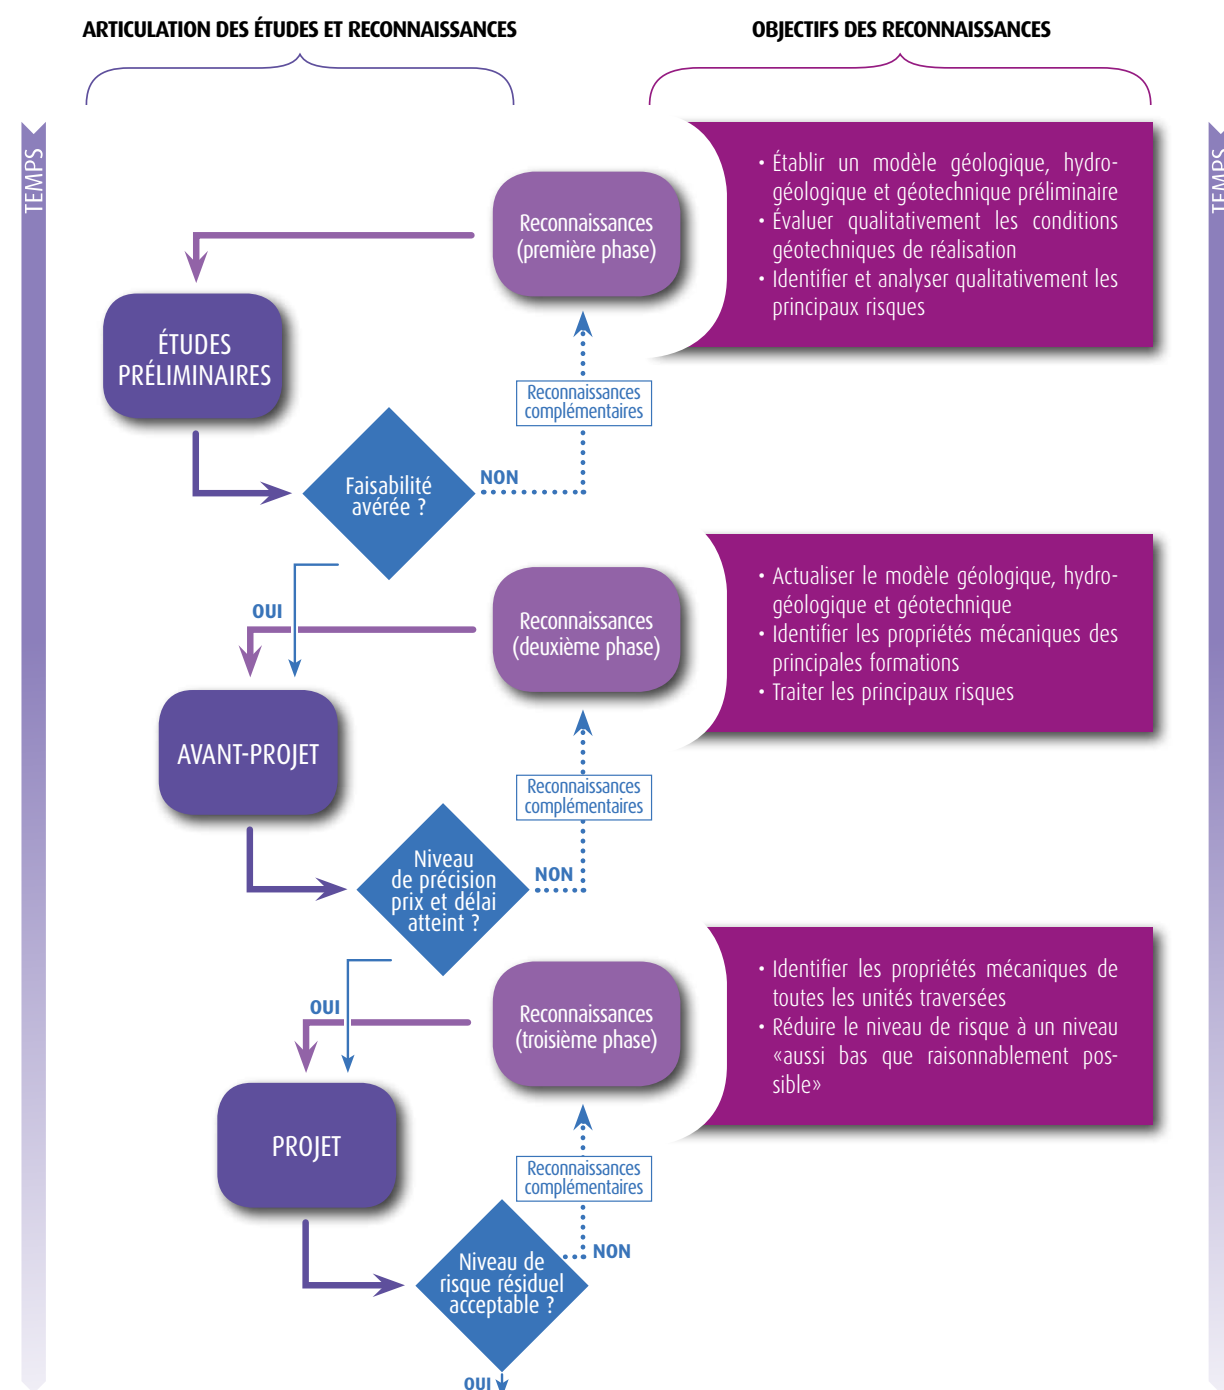 ARTICULATION DES ÉTUDES ET RECONNAISSANCES
OBJECTIFS DES RECONNAISSANCES
TEMPS
TEMPS
Reconnaissances
(première phase)
• Établir un modèle géologique, hydro-
géologique et géotechnique préliminaire
• Évaluer qualitativement les conditions
géotechniques de réalisation
• Identifier et analyser qualitativement les
principaux risques
ÉTUDES
PRÉLIMINAIRES
Reconnaissances
complémentaires
NON
Faisabilité
avérée ?
OUI
Reconnaissances
(deuxième phase)
• Actualiser le modèle géologique, hydro-
géologique et géotechnique
• Identifier les propriétés mécaniques des
principales formations
• Traiter les principaux risques
AVANT-PROJET
Reconnaissances
complémentaires
NON
Niveau
de précision
prix et délai
atteint ?
OUI
Reconnaissances
(troisième phase)
• Identifier les propriétés mécaniques de
toutes les unités traversées
• Réduire le niveau de risque à un niveau
«aussi bas que raisonnablement pos-
sible»
PROJET
Reconnaissances
complémentaires
NON
Niveau de
risque résiduel
acceptable ?
OUI